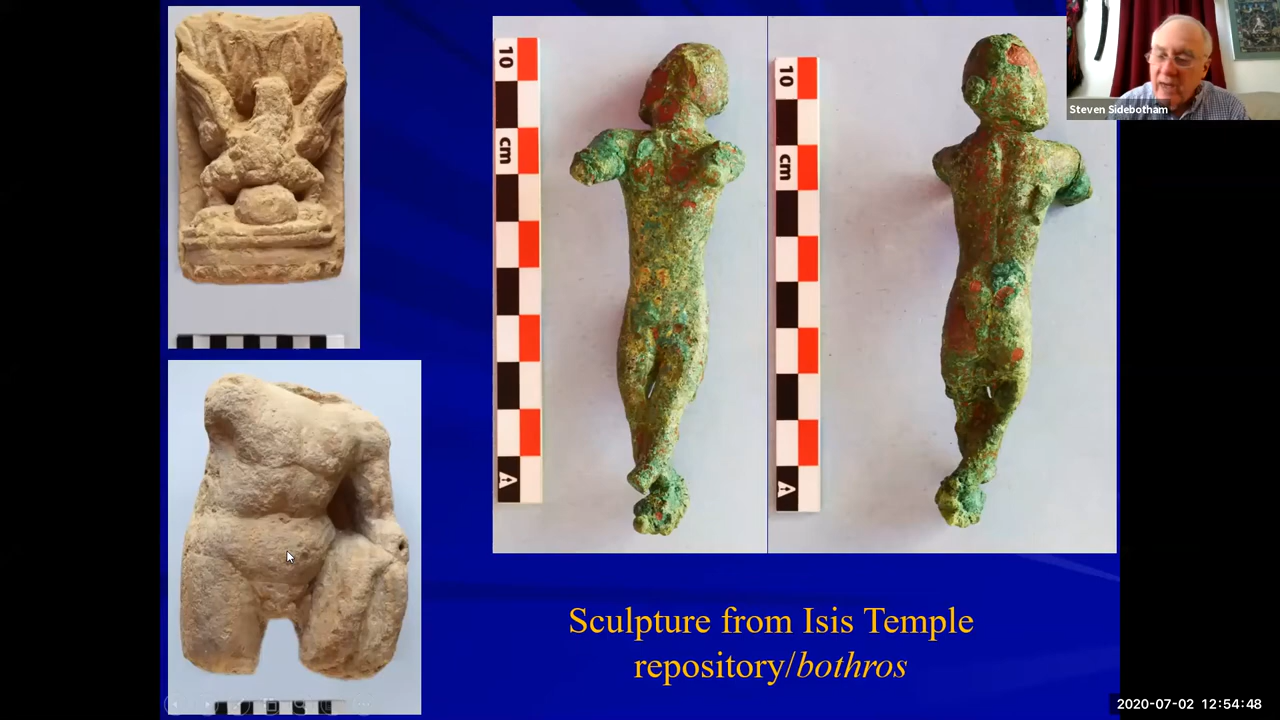 10
cm
10
cm
Steven Sidebotham
Sculpture from Isis Temple
repository/bothros
2020-07-02 12:54:48